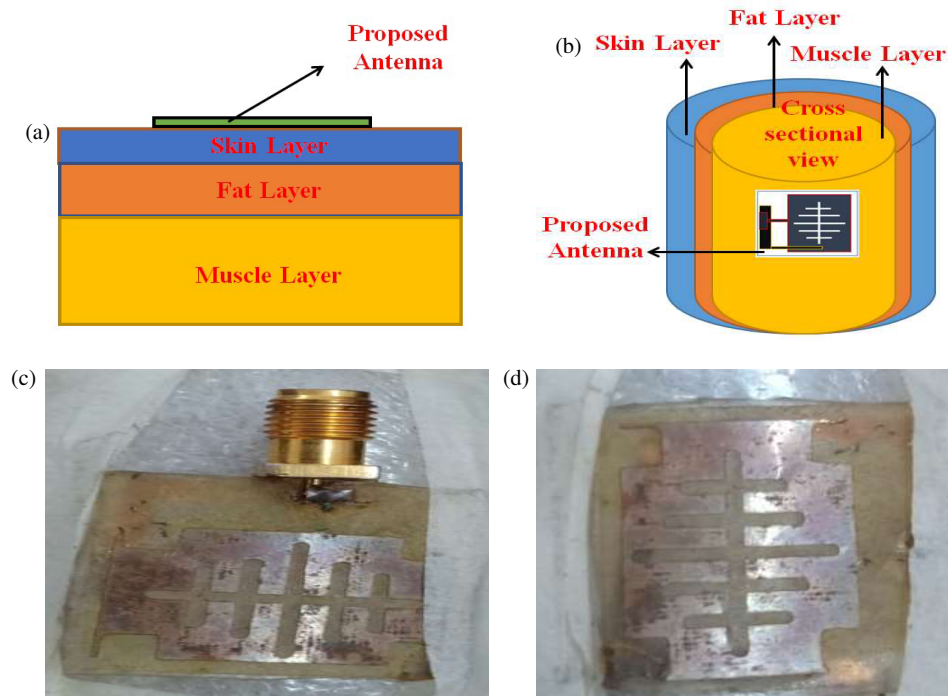 Proposed
Antenna
(a)
Skin Layer
Fat Layer
Muscle Layer
(b)
Fat Layer
Skin Layer
Muscle Layer
Cross
sectional
view
Proposed
Antenna
(c)
(d)